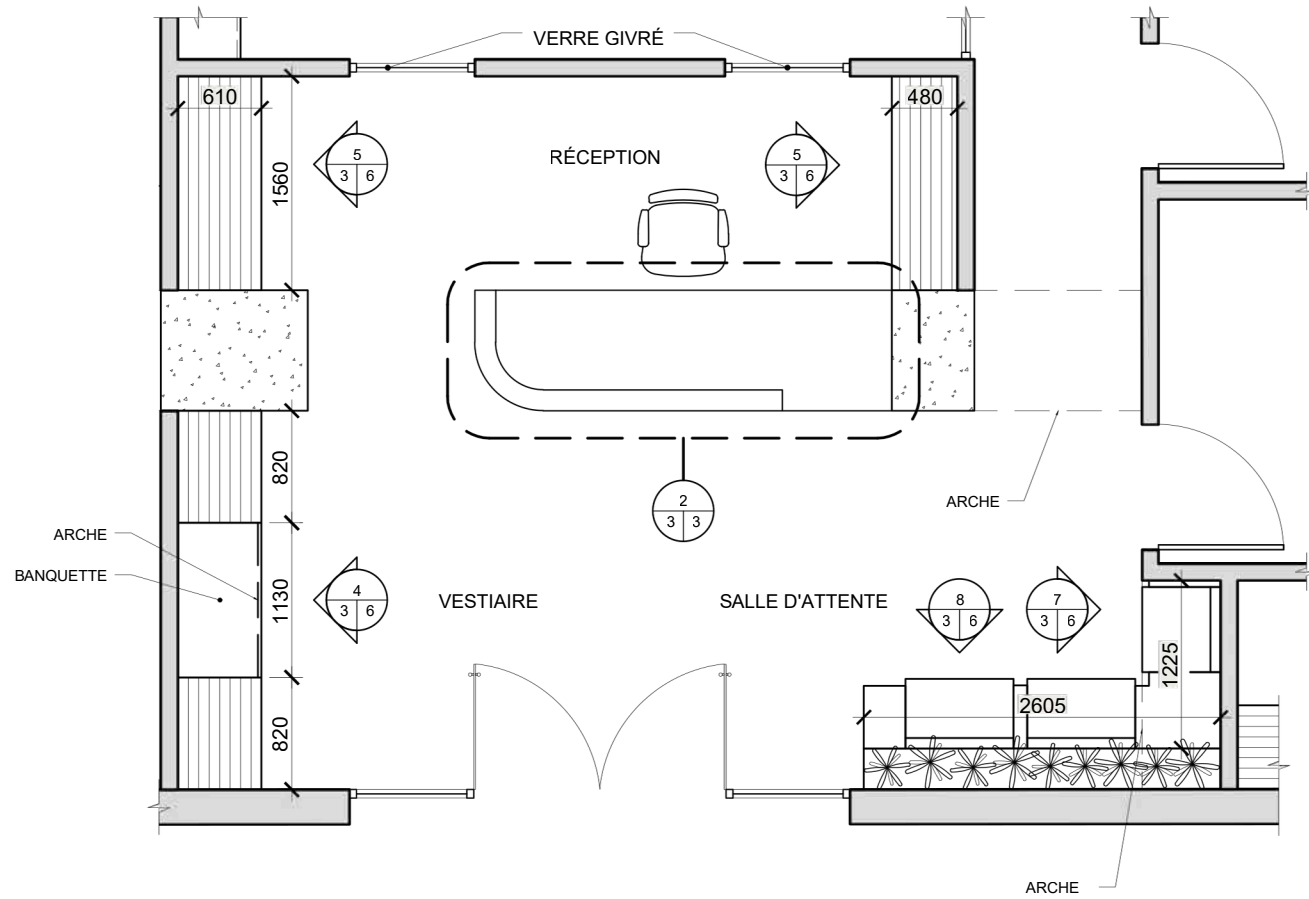 VERRE GIVRÉ
610
480
1560
5
3 6
RÉCEPTION
5
3 6
820
2
3 3
ARCHE
ARCHE
BANQUETTE
1130
4
3 6
VESTIAIRE
SALLE D'ATTENTE
8
3 6
7
3 6
1225
2605
820
ARCHE